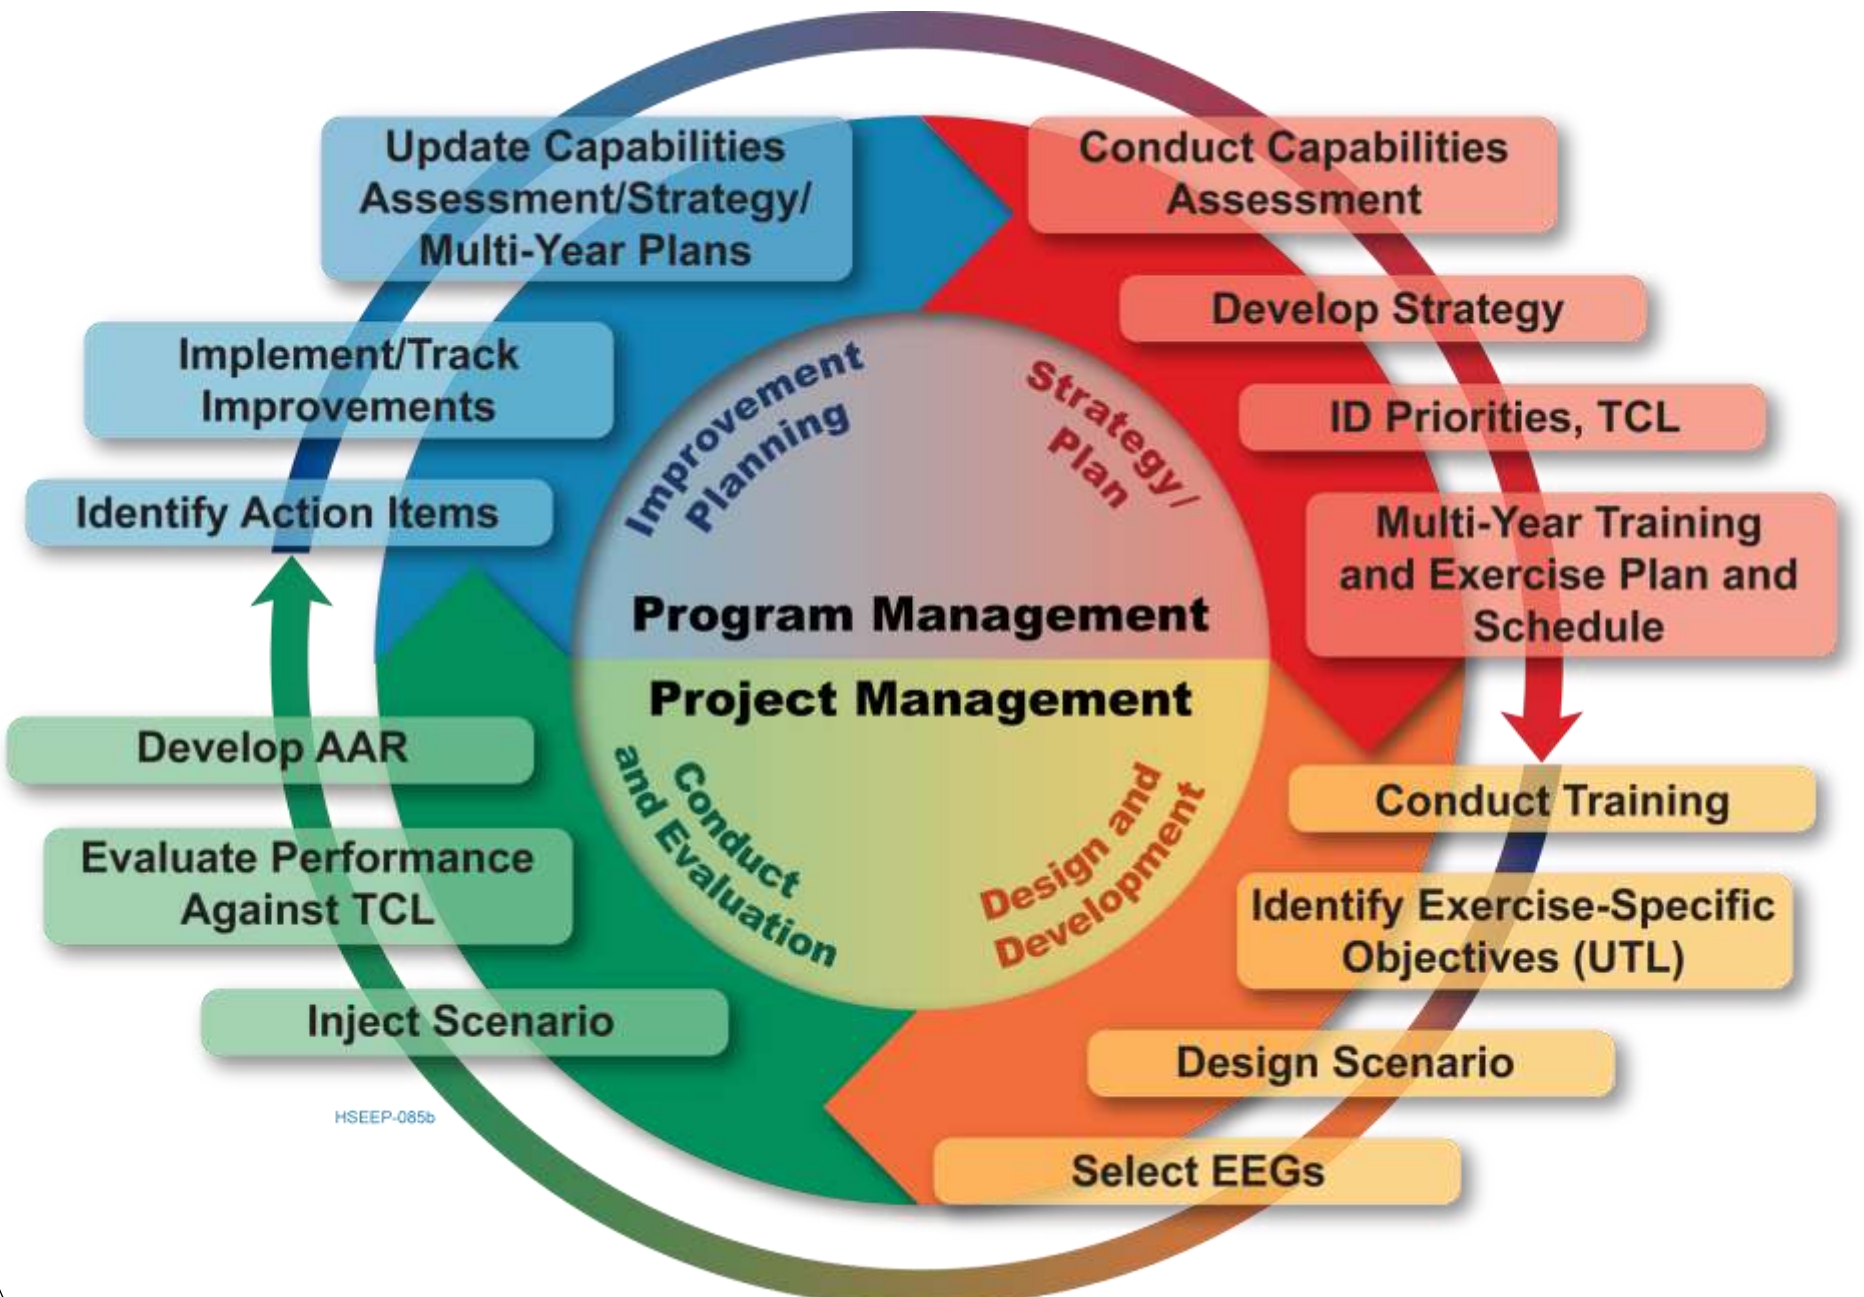 Update Capabilities
Assessment/Strategy/
Multi-Year Plans
Conduct Capabilities
Assessment
Develop Strategy
ID Priorities, TCL
Multi-Year Training
and Exercise Plan and
Schedule
Conduct Training
Identify Exercise-Specific
Objectives (UTL)
Design Scenario
Select EEGs
Inject Scenario
Evaluate Performance
Against TCL
Develop AAR
Identify Action Items
Implement/Track
Improvements
Improvement
Planning
Strategy/
Plan
Program Management
Project Management
Conduct
and Evaluation
Design and
Development
HSEEP-085b